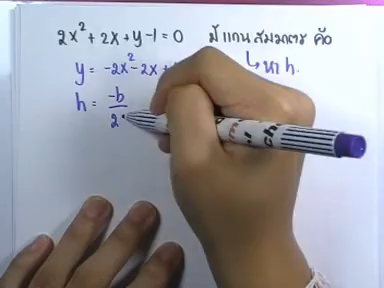 2x² + 2x + y - 1 = 0 มีแกนสมมาตร คือ
y = -2x² - 2x + ↳ หา h.
h = -b/2